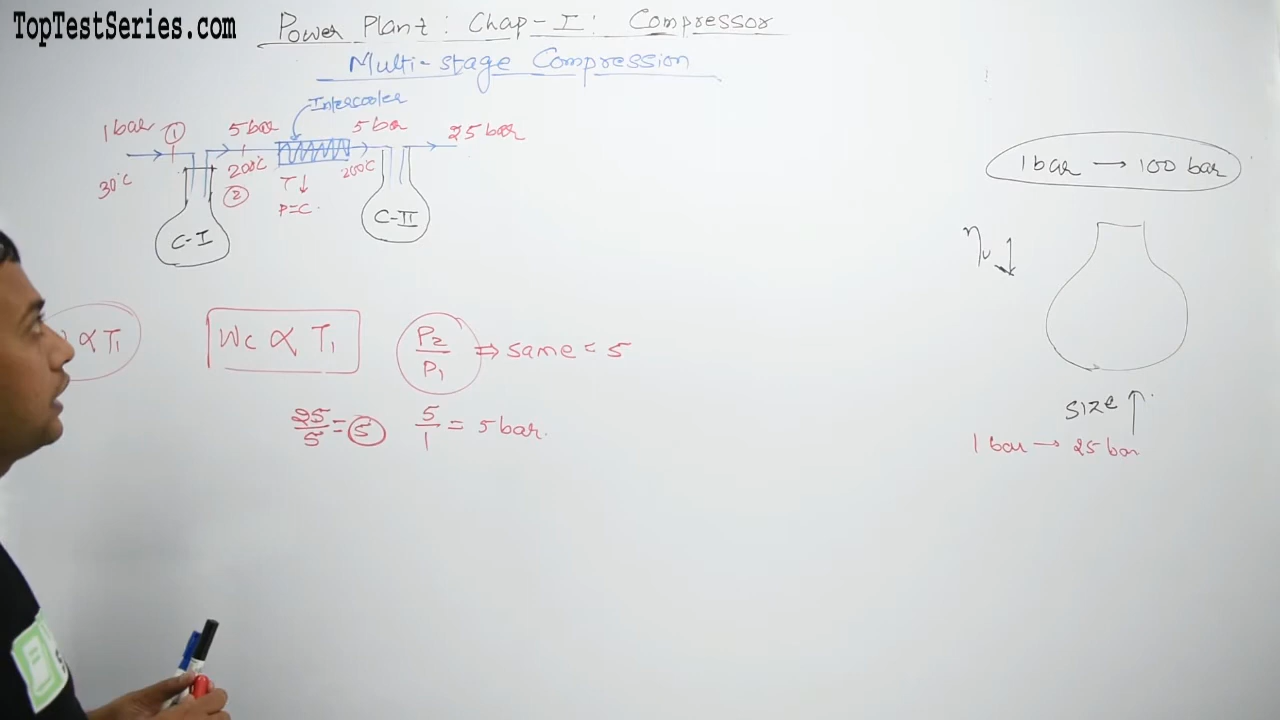 TopTestSeries.com
Power Plant : Chap-I : Compressor
Multi-stage Compression
Intercooler
1 bar ① 5 bar 5 bar 25 bar
30°C 200°C 200°C
② T↓
P=C
C-I C-II
1 bar → 100 bar
ηv ↓
∝ T1
Wc ∝ T1
P2/P1 ⇒ same = 5
25/5 = 5 5/1 = 5 bar.
size ↑
1 bar → 25 bar